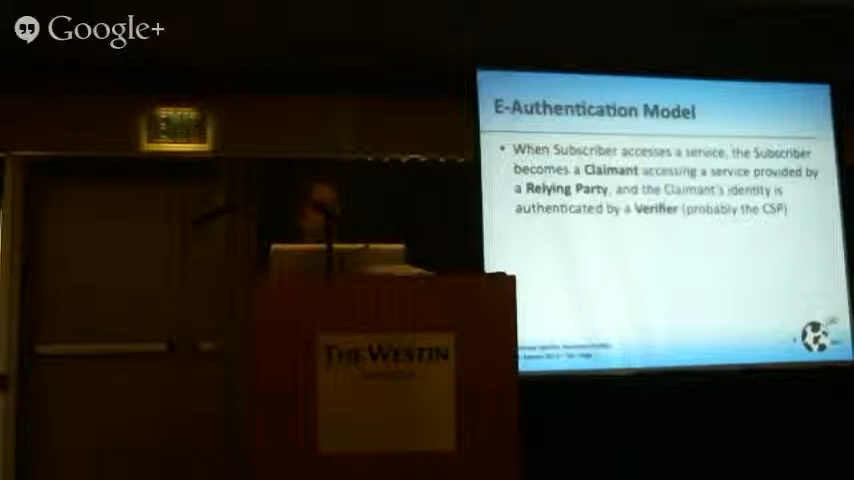 Google+
EXIT
E-Authentication Model
• When Subscriber accesses a service, the Subscriber
becomes a Claimant accessing a service provided by
a Relying Party, and the Claimant's identity is
authenticated by a Verifier (probably the CSP)
THE WESTIN